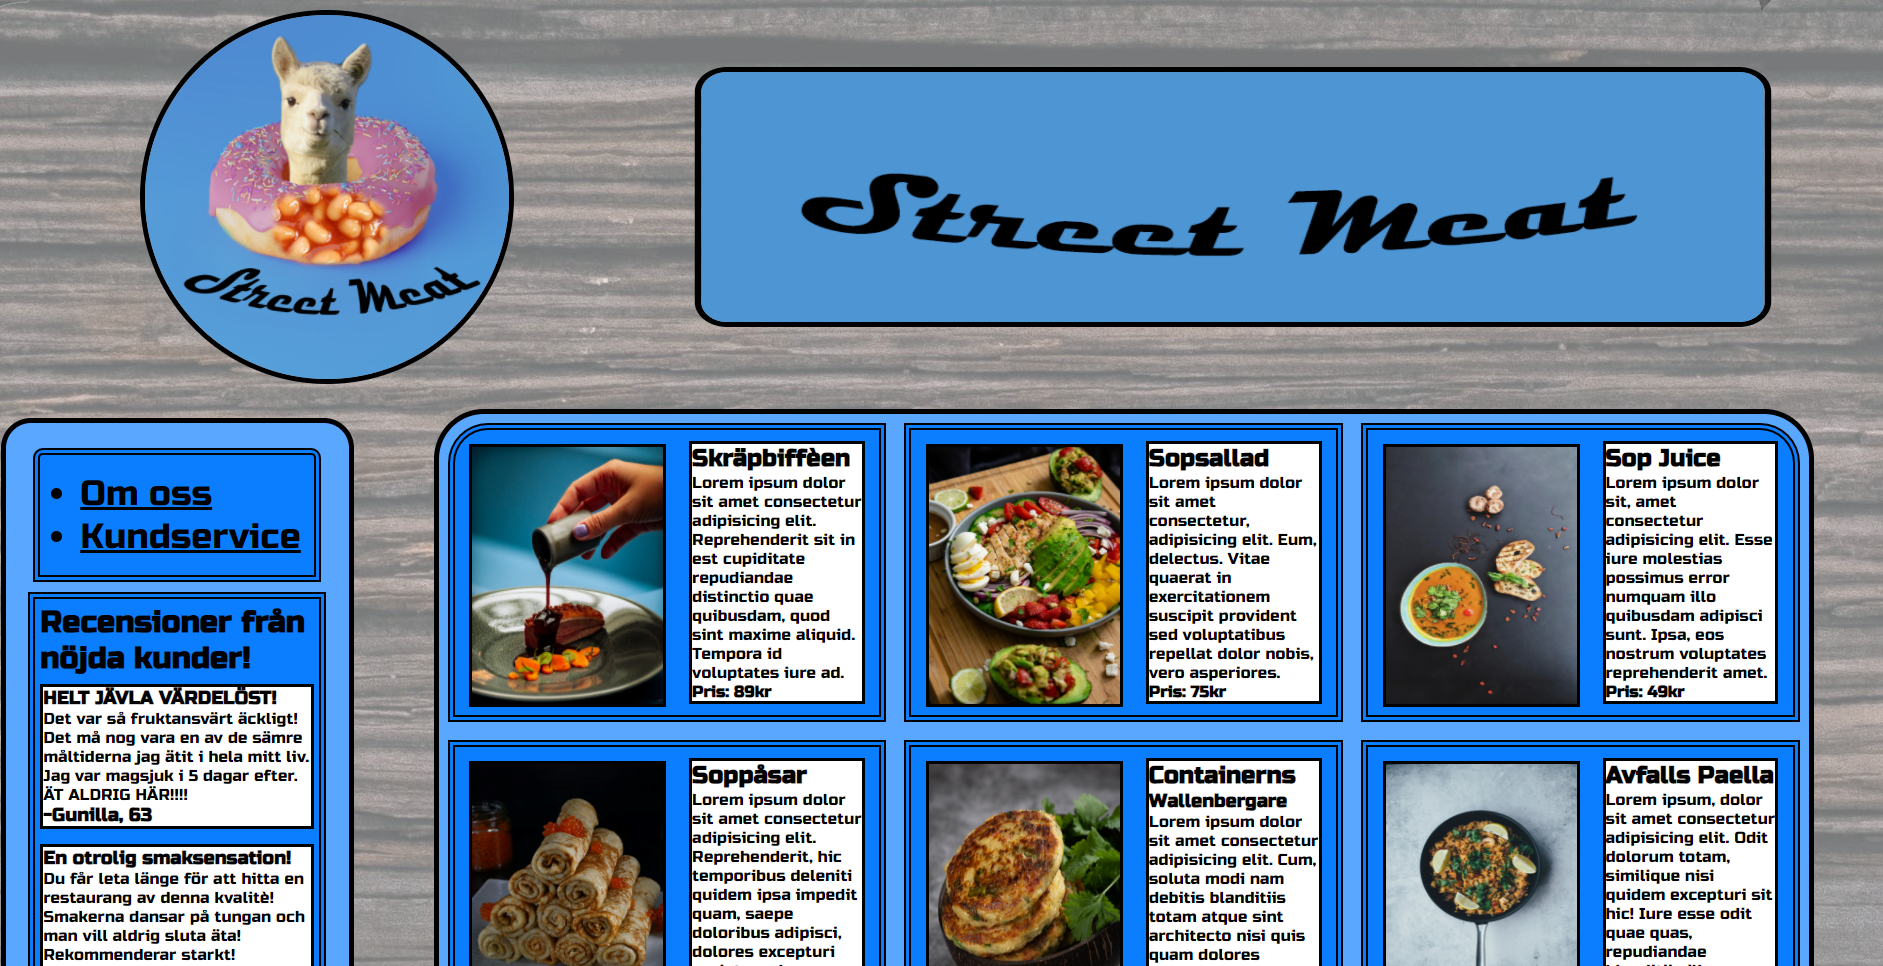 Street Meat
Street Meat
Om oss
Kundservice
Recensioner från
nöjda kunder!
HELT JÄVLA VÄRDELÖST!
Det var så fruktansvärt äckligt!
Det må nog vara en av de sämre
måltiderna jag ätit i hela mitt liv.
Jag var magsjuk i 5 dagar efter.
ÄT ALDRIG HÄR!!!!
-Gunilla, 63
En otrolig smaksensation!
Du får leta länge för att hitta en
restaurang av denna kvalitè!
Smakerna dansar på tungan och
man vill aldrig sluta äta!
Rekommenderar starkt!
Skräpbiffèen
Lorem ipsum dolor
sit amet consectetur
adipisicing elit.
Reprehenderit sit in
est cupiditate
repudiandae
distinctio quae
quibusdam, quod
sint maxime aliquid.
Tempora id
voluptates iure ad.
Pris: 89kr
Sopsallad
Lorem ipsum dolor
sit amet
consectetur,
adipisicing elit. Eum,
delectus. Vitae
quaerat in
exercitationem
suscipit provident
sed voluptatibus
repellat dolor nobis,
vero asperiores.
Pris: 75kr
Sop Juice
Lorem ipsum dolor
sit, amet
consectetur
adipisicing elit. Esse
iure molestias
possimus error
numquam illo
quibusdam adipisci
sunt. Ipsa, eos
nostrum voluptates
reprehenderit amet.
Pris: 49kr
Soppåsar
Lorem ipsum dolor
sit amet consectetur
adipisicing elit.
Reprehenderit, hic
temporibus deleniti
quidem ipsa impedit
quam, saepe
doloribus adipisci,
dolores excepturi
Containerns
Wallenbergare
Lorem ipsum dolor
sit amet consectetur
adipisicing elit. Cum,
soluta modi nam
debitis blanditiis
totam atque sint
architecto nisi quis
quam dolores
Avfalls Paella
Lorem ipsum, dolor
sit amet consectetur
adipisicing elit. Odit
dolorum totam,
similique nisi
quidem excepturi sit
hic! Iure esse odit
quae quas,
repudiandae